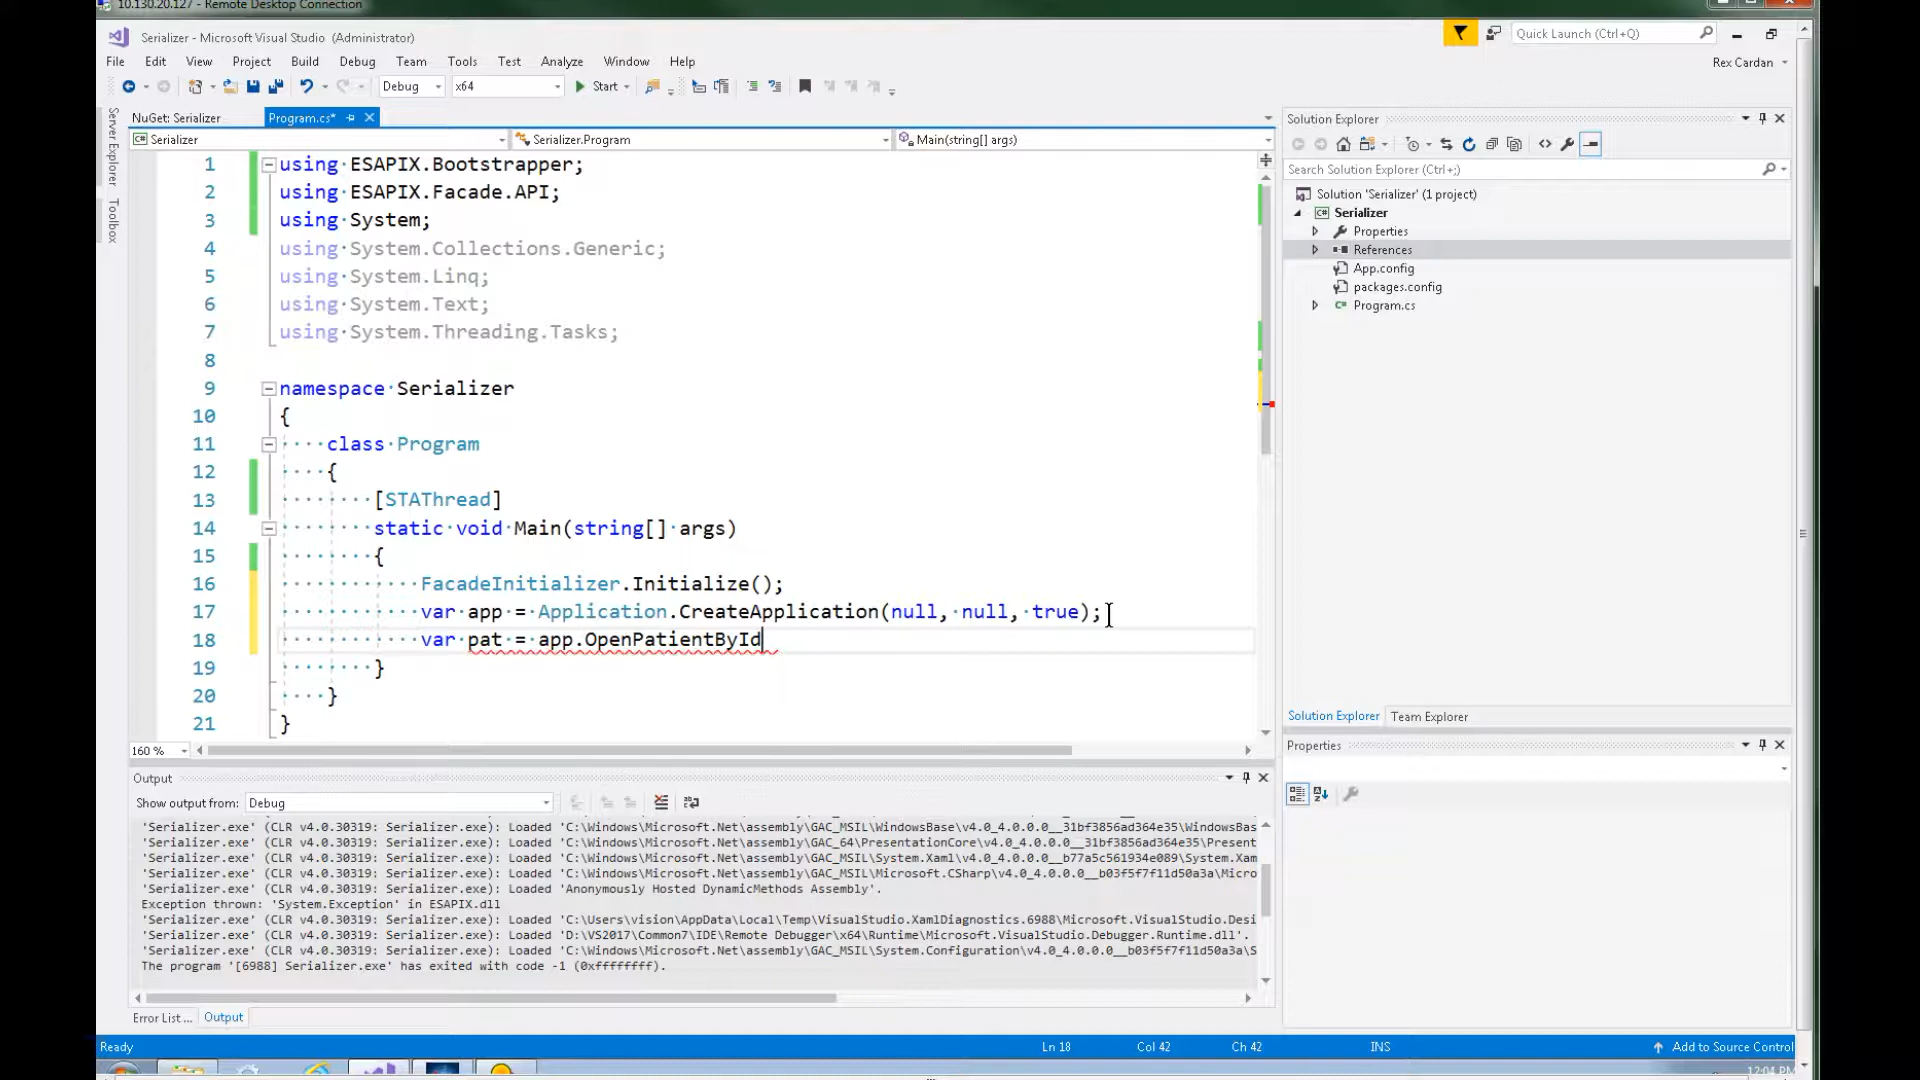 10.130.20.127 - Remote Desktop Connection
Serializer - Microsoft Visual Studio (Administrator)
Quick Launch (Ctrl+Q)
File Edit View Project Build Debug Team Tools Test Analyze Window Help
Rex Cardan
Debug x64 Start
NuGet: Serializer Program.cs*
Solution Explorer
Serializer Serializer.Program Main(string[] args)
Search Solution Explorer (Ctrl+;)
Server Explorer
Toolbox
1 using ESAPIX.Bootstrapper;
2 using ESAPIX.Facade.API;
3 using System;
4 using System.Collections.Generic;
5 using System.Linq;
6 using System.Text;
7 using System.Threading.Tasks;
8
9 namespace Serializer
10 {
11 class Program
12 {
13 [STAThread]
14 static void Main(string[] args)
15 {
16 FacadeInitializer.Initialize();
17 var app = Application.CreateApplication(null, null, true);
18 var pat = app.OpenPatientById
19 }
20 }
21 }
Solution 'Serializer' (1 project)
Serializer
Properties
References
App.config
packages.config
Program.cs
Solution Explorer Team Explorer
160 %
Properties
Output
Show output from: Debug
'Serializer.exe' (CLR v4.0.30319: Serializer.exe): Loaded 'C:\Windows\Microsoft.Net\assembly\GAC_MSIL\WindowsBase\v4.0_4.0.0.0__31bf3856ad364e35\WindowsBas
'Serializer.exe' (CLR v4.0.30319: Serializer.exe): Loaded 'C:\Windows\Microsoft.Net\assembly\GAC_64\PresentationCore\v4.0_4.0.0.0__31bf3856ad364e35\Present
'Serializer.exe' (CLR v4.0.30319: Serializer.exe): Loaded 'C:\Windows\Microsoft.Net\assembly\GAC_MSIL\System.Xaml\v4.0_4.0.0.0__b77a5c561934e089\System.Xam
'Serializer.exe' (CLR v4.0.30319: Serializer.exe): Loaded 'C:\Windows\Microsoft.Net\assembly\GAC_MSIL\Microsoft.CSharp\v4.0_4.0.0.0__b03f5f7f11d50a3a\Micro
'Serializer.exe' (CLR v4.0.30319: Serializer.exe): Loaded 'Anonymously Hosted DynamicMethods Assembly'.
Exception thrown: 'System.Exception' in ESAPIX.dll
'Serializer.exe' (CLR v4.0.30319: Serializer.exe): Loaded 'C:\Users\vision\AppData\Local\Temp\VisualStudio.XamlDiagnostics.6988\Microsoft.VisualStudio.Desi
'Serializer.exe' (CLR v4.0.30319: Serializer.exe): Loaded 'D:\VS2017\Common7\IDE\Remote Debugger\x64\Runtime\Microsoft.VisualStudio.Debugger.Runtime.dll'.
'Serializer.exe' (CLR v4.0.30319: Serializer.exe): Loaded 'C:\Windows\Microsoft.Net\assembly\GAC_MSIL\System.Configuration\v4.0_4.0.0.0__b03f5f7f11d50a3a\S
The program '[6988] Serializer.exe' has exited with code -1 (0xffffffff).
Error List ... Output
Ready Ln 18 Col 42 Ch 42 INS Add to Source Control
12:04 PM